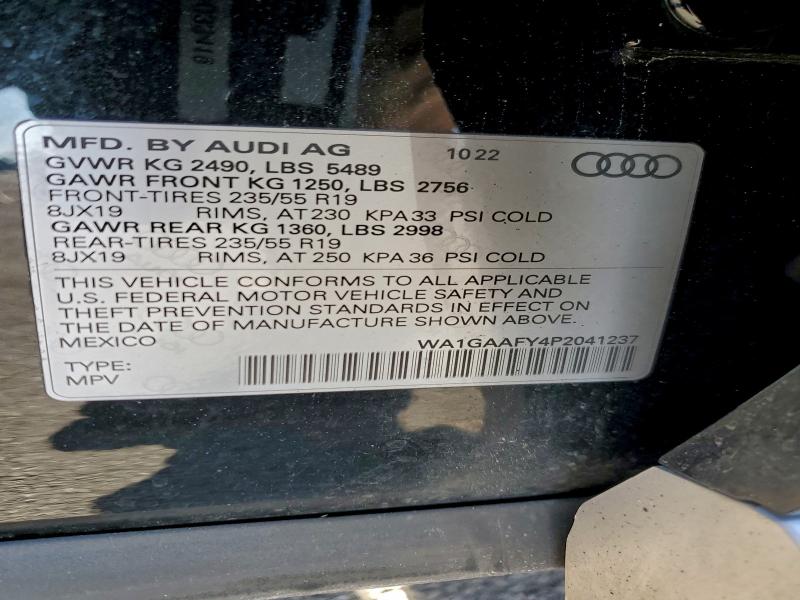 MFD. BY AUDI AG 10 22
GVWR KG 2490, LBS 5489
GAWR FRONT KG 1250, LBS 2756
FRONT-TIRES 235/55 R19
8JX19 RIMS, AT 230 KPA 33 PSI COLD
GAWR REAR KG 1360, LBS 2998
REAR-TIRES 235/55 R19
8JX19 RIMS, AT 250 KPA 36 PSI COLD
THIS VEHICLE CONFORMS TO ALL APPLICABLE
U.S. FEDERAL MOTOR VEHICLE SAFETY AND
THEFT PREVENTION STANDARDS IN EFFECT ON
THE DATE OF MANUFACTURE SHOWN ABOVE.
MEXICO WA1GAAFY4P2041237
TYPE:
MPV